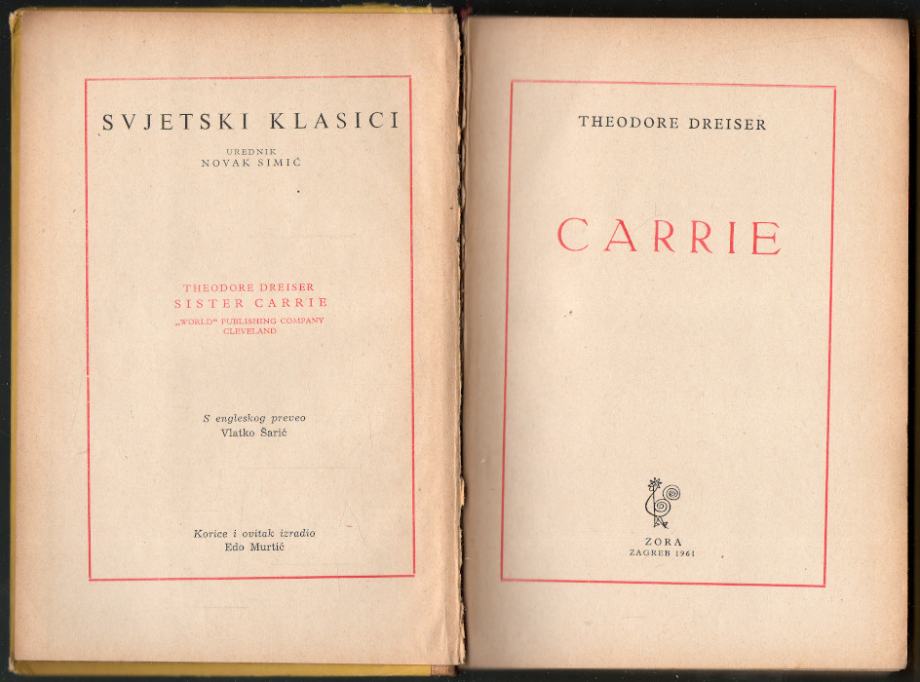 SVJETSKI KLASICI
UREDNIK
NOVAK SIMIĆ
THEODORE DREISER
SISTER CARRIE
„WORLD“ PUBLISHING COMPANY
CLEVELAND
S engleskog preveo
Vlatko Šarić
Korice i ovitak izradio
Edo Murtić
THEODORE DREISER
CARRIE
ZORA
ZAGREB 1961